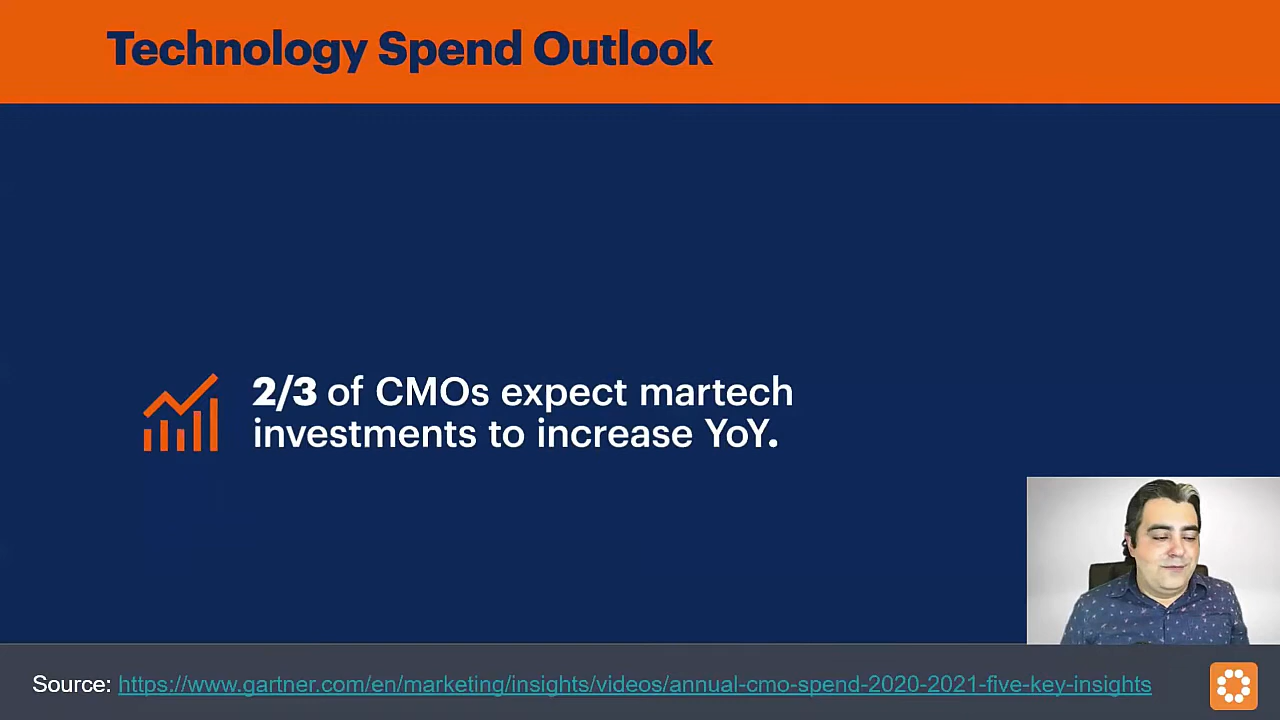 Technology Spend Outlook
2/3 of CMOs expect martech
investments to increase YoY.
Source: https://www.gartner.com/en/marketing/insights/videos/annual-cmo-spend-2020-2021-five-key-insights